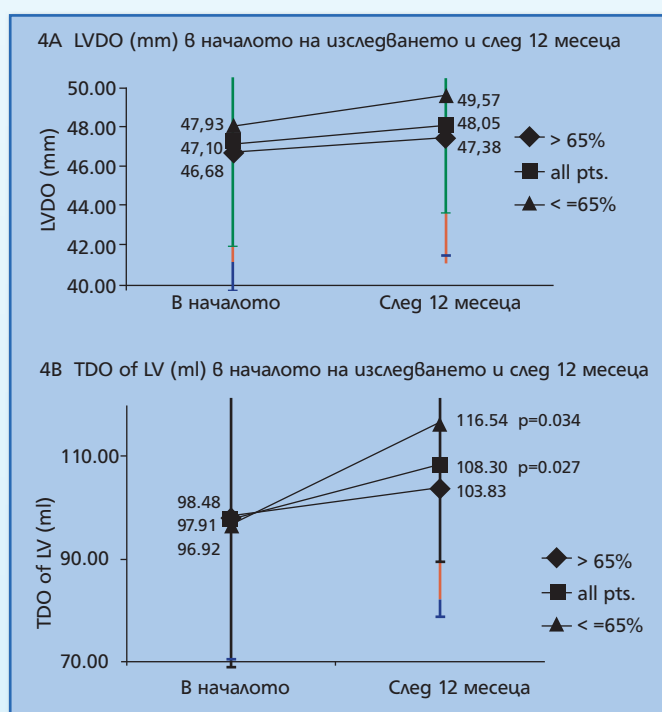 4A LVDO (mm) в началото на изследването и след 12 месеца
50.00
48.00
46.00
44.00
42.00
40.00
LVDO (mm)
47,93
47,10
46,68
49,57
48,05
47,38
> 65%
all pts.
< =65%
В началото
След 12 месеца
4B TDO of LV (ml) в началото на изследването и след 12 месеца
110.00
90.00
70.00
TDO of LV (ml)
98.48
97.91
96.92
116.54 p=0.034
108.30 p=0.027
103.83
> 65%
all pts.
< =65%
В началото
След 12 месеца